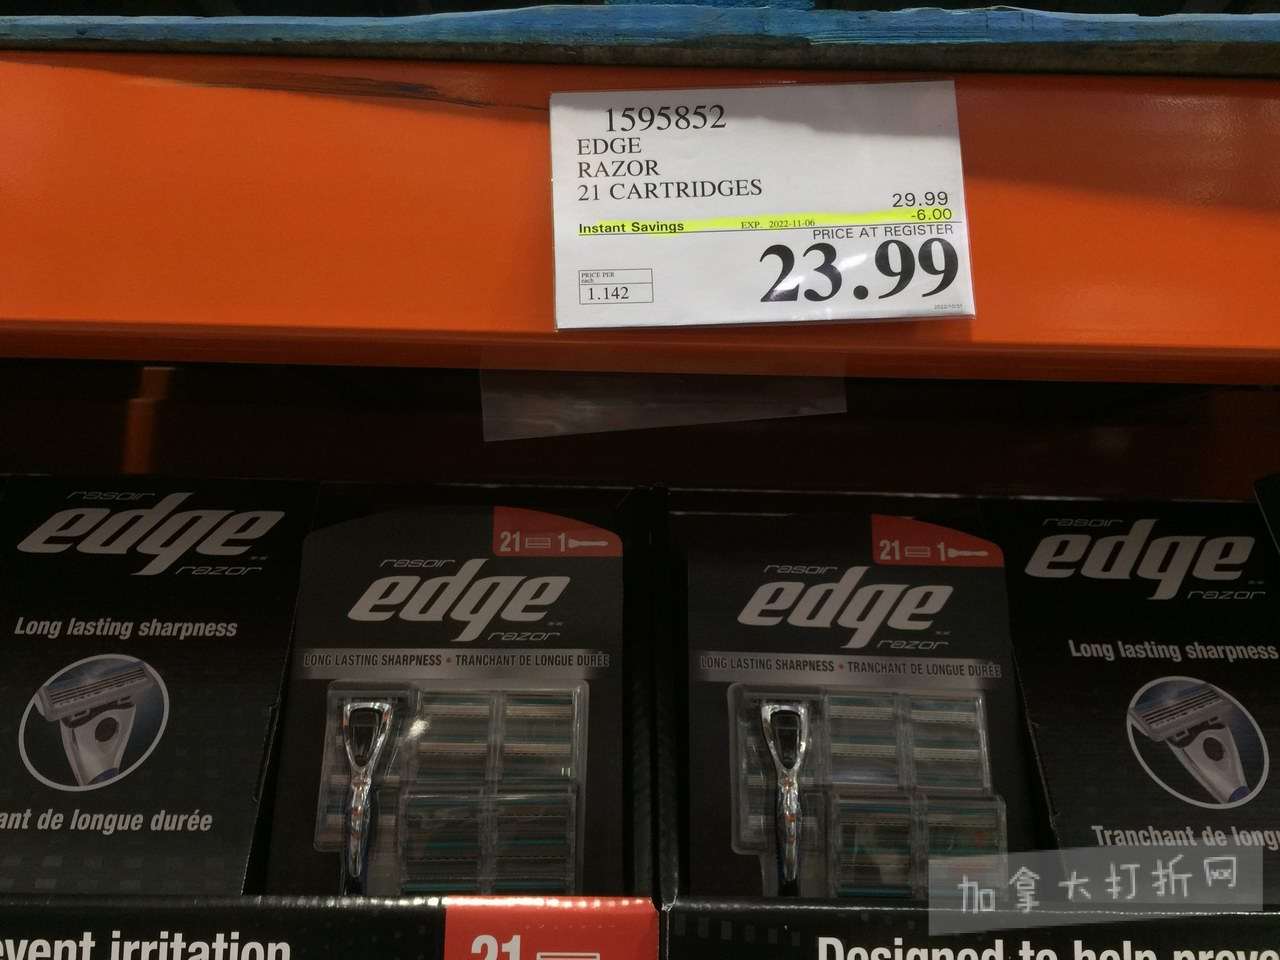 1595852
EDGE
RAZOR
21 CARTRIDGES
29.99
Instant Savings EXP. 2022-11-06 -6.00
PRICE AT REGISTER
23.99
PRICE PER
each
1.142
rasoir
edge
razor
Long lasting sharpness
ant de longue durée
21 1
rasoir
edge
razor
LONG LASTING SHARPNESS • TRANCHANT DE LONGUE DURÉE
21 1
rasoir
edge
razor
LONG LASTING SHARPNESS • TRANCHANT DE LONGUE DURÉE
rasoir
edge
razor
Long lasting sharpness
Tranchant de longu
event irritation
21
Designed to help preve
加拿大打折网